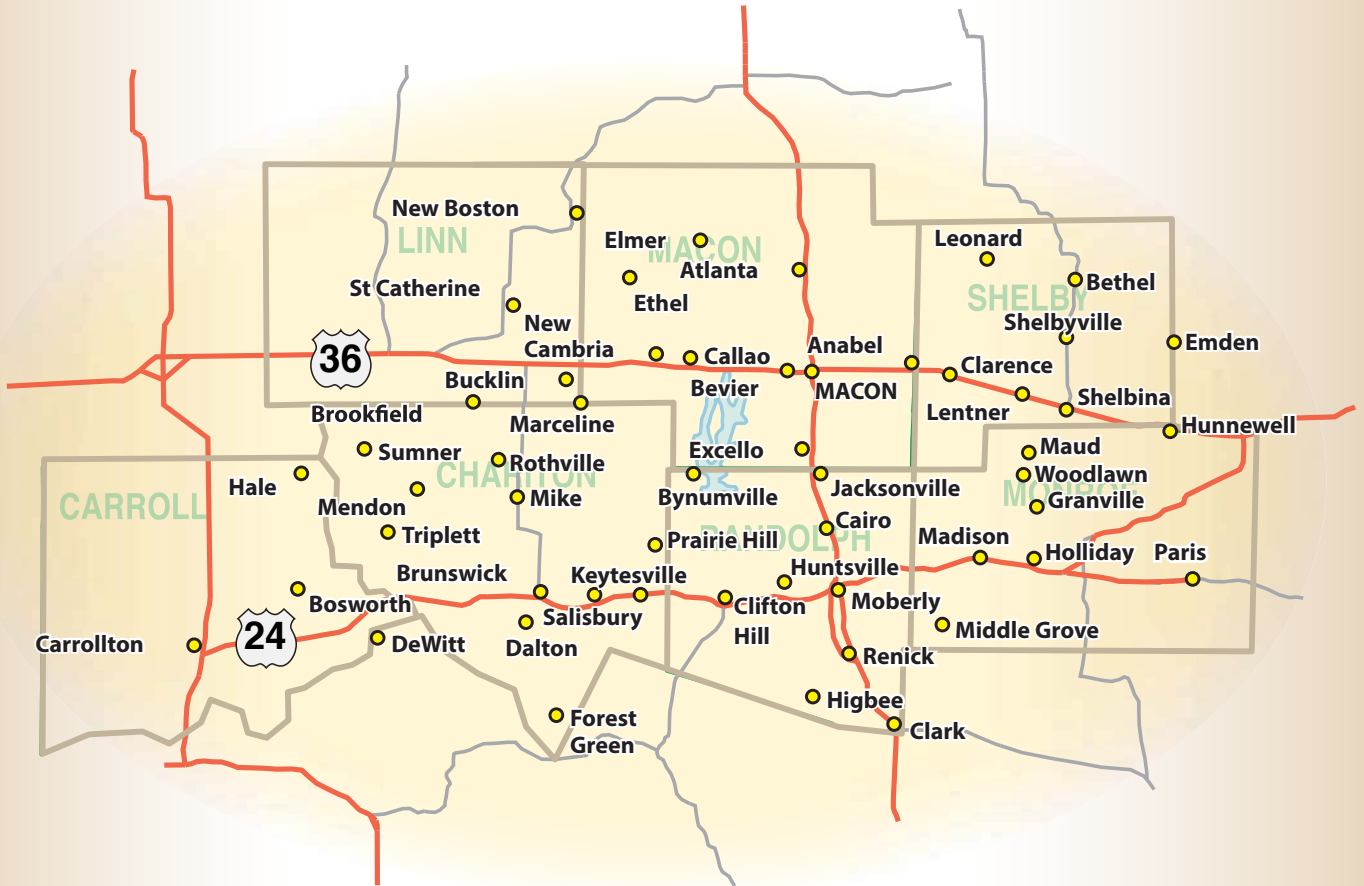 New Boston
LINN
Elmer
MACON
Atlanta
Ethel
Leonard
SHELBY
Bethel
Shelbyville
St Catherine
New
Cambria
36
Callao
Anabel
Clarence
Emden
Bucklin
Bevier
MACON
Lentner
Shelbina
Brookfield
Marceline
Hunnewell
Sumner
Rothville
Excello
Maud
Hale
CHARITON
Bynumville
Jacksonville
Woodlawn
MONROE
Granville
CARROLL
Mendon
Mike
Triplett
Prairie Hill
RANDOLPH
Cairo
Madison
Holliday
Paris
Brunswick
Keytesville
Huntsville
Bosworth
Salisbury
Clifton
Hill
Moberly
24
Carrollton
DeWitt
Dalton
Middle Grove
Renick
Higbee
Forest
Green
Clark